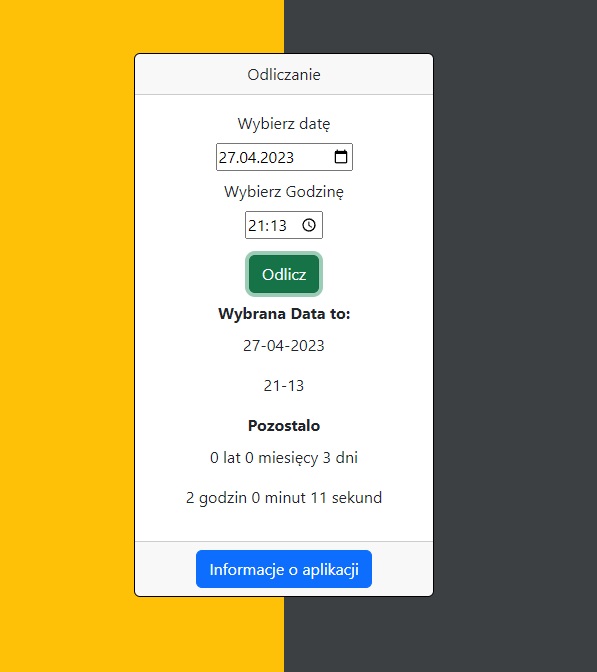 Odliczanie
Wybierz datę
27.04.2023
Wybierz Godzinę
21:13
Odlicz
Wybrana Data to:
27-04-2023
21-13
Pozostalo
0 lat 0 miesięcy 3 dni
2 godzin 0 minut 11 sekund
Informacje o aplikacji